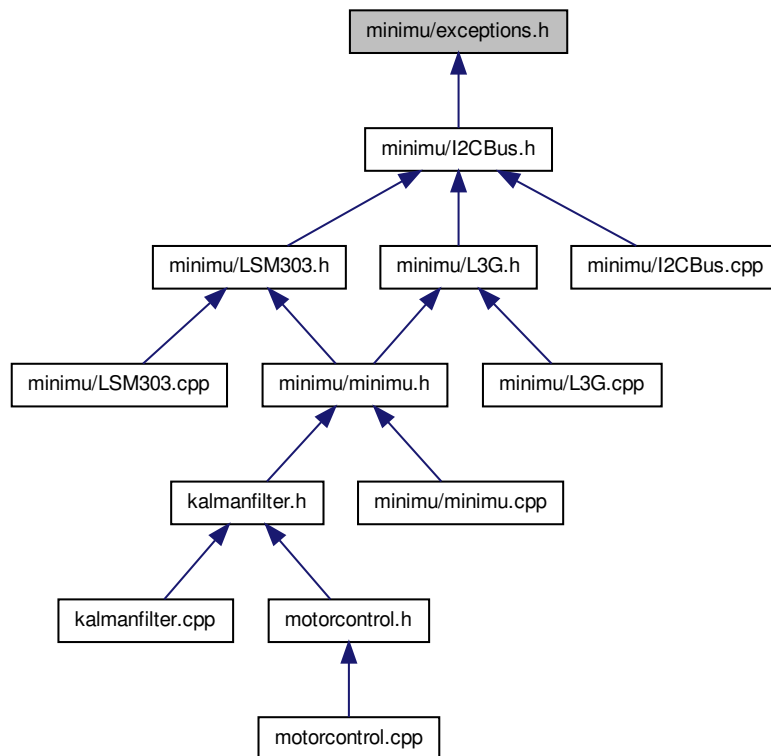 minimu/exceptions.h
minimu/I2CBus.h
minimu/LSM303.h
minimu/L3G.h
minimu/I2CBus.cpp
minimu/LSM303.cpp
minimu/minimu.h
minimu/L3G.cpp
kalmanfilter.h
minimu/minimu.cpp
kalmanfilter.cpp
motorcontrol.h
motorcontrol.cpp